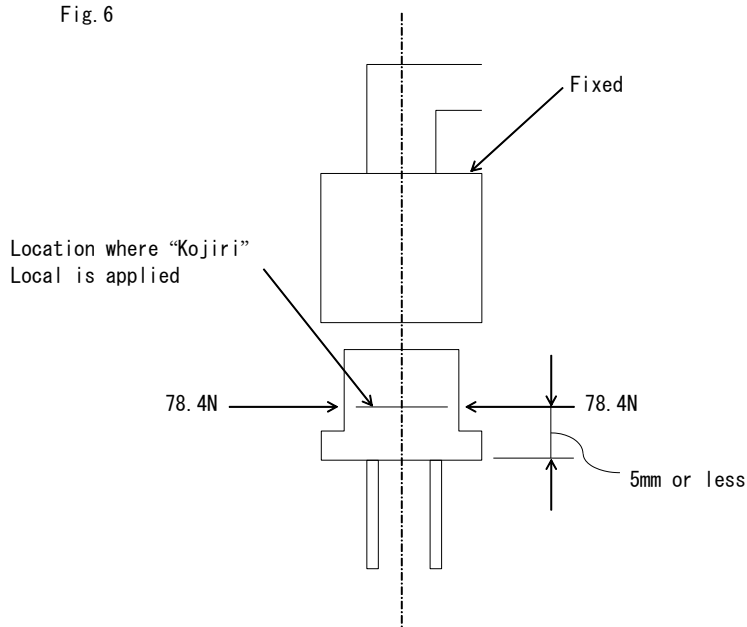 Fig.6
Fixed
Location where “Kojiri”
Local is applied
78.4N
78.4N
5mm or less